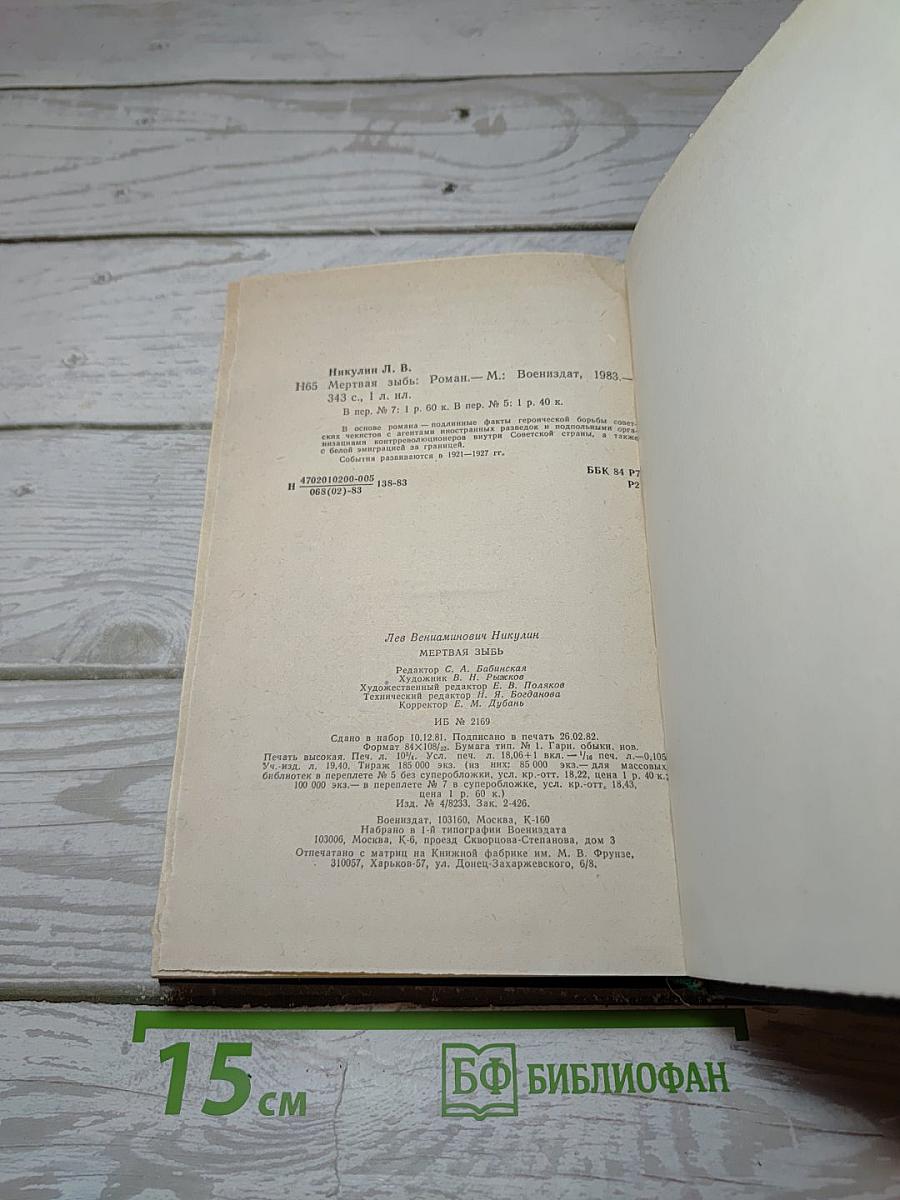 Никулин Л. В.
Н65 Мертвая зыбь: Роман.— М.: Воениздат, 1983.—
343 с., 1 л. ил.
В пер. № 7: 1 р. 60 к. В пер. № 5: 1 р. 40 к.
В основе романа — подлинные факты героической борьбы совет-
ских чекистов с агентами иностранных разведок и подпольными орга-
низациями контрреволюционеров внутри Советской страны, а также
с белой эмиграцией за границей.
События развиваются в 1921—1927 гг.
Н 4702010200-005 138-83
068(02)-83
ББК 84 Р7
Р2
Лев Вениаминович Никулин
МЕРТВАЯ ЗЫБЬ
Редактор С. А. Бабинская
Художник В. Н. Рыжков
Художественный редактор Е. В. Поляков
Технический редактор Н. Я. Богданова
Корректор Е. М. Дубань
ИБ № 2169
Сдано в набор 10.12.81. Подписано в печать 26.02.82.
Формат 84×108/32. Бумага тип. № 1. Гарн. обыкн. нов.
Печать высокая. Печ. л. 10³/₄. Усл. печ. л. 18,06+1 вкл.—¹/₁₆ печ. л.—0,105
Уч.-изд. л. 19,40. Тираж 185 000 экз. (из них: 85 000 экз.— для массовых
библиотек в переплете № 5 без суперобложки, усл. кр.-отт. 18,22, цена 1 р. 40 к.;
100 000 экз.— в переплете № 7 в суперобложке, усл. кр.-отт. 18,43,
цена 1 р. 60 к.)
Изд. № 4/8233. Зак. 2-426.
Воениздат, 103160, Москва, К-160
Набрано в 1-й типографии Воениздата
103006, Москва, К-6, проезд Скворцова-Степанова, дом 3
Отпечатано с матриц на Книжной фабрике им. М. В. Фрунзе,
310057, Харьков-57, ул. Донец-Захаржевского, 6/8.
15 см
БФ БИБЛИОФАН